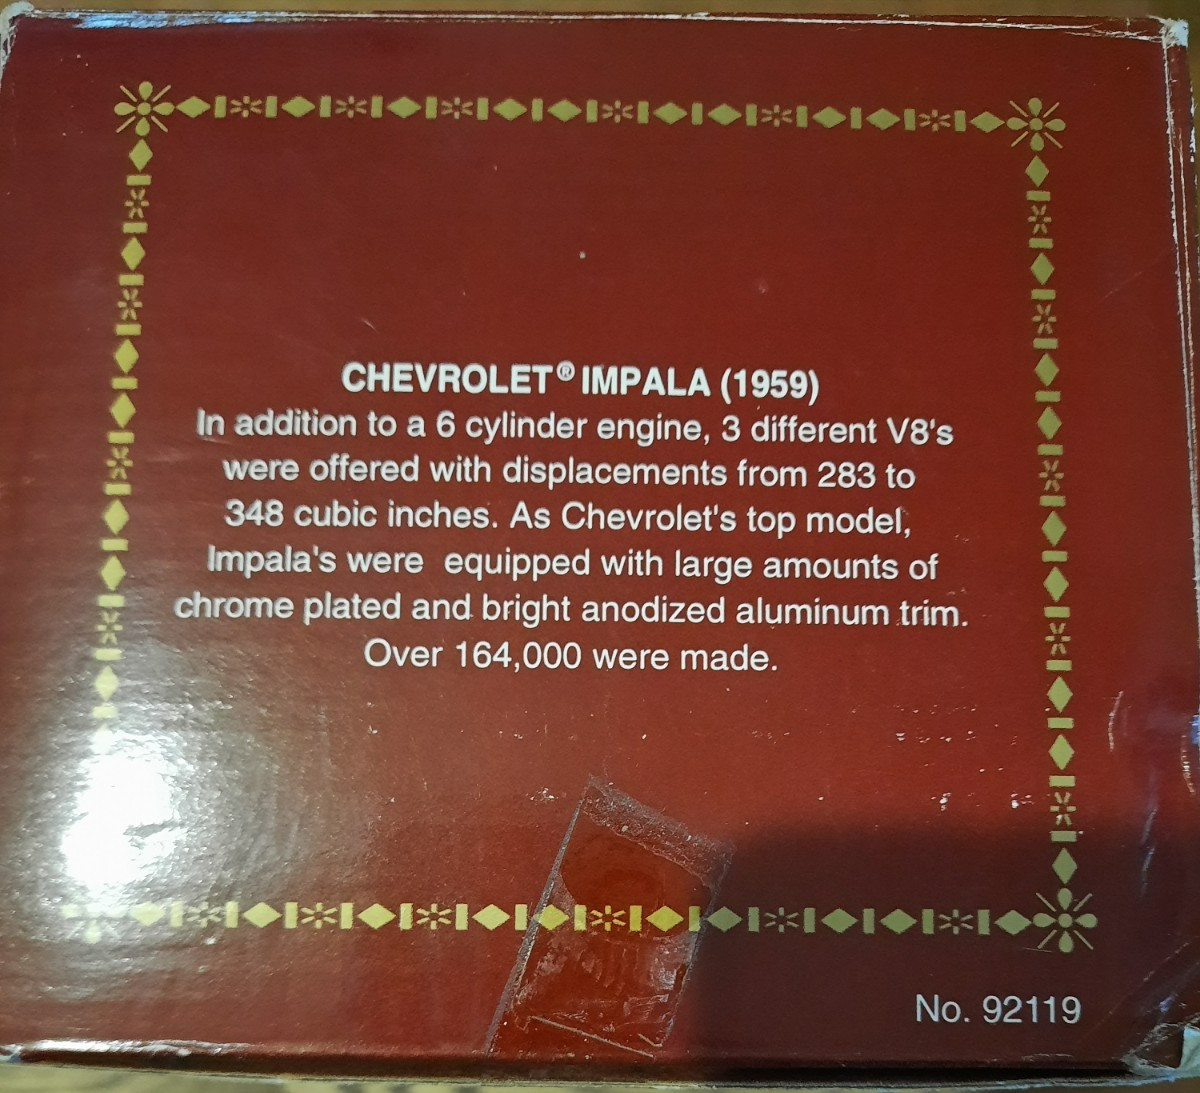 CHEVROLET® IMPALA (1959)
In addition to a 6 cylinder engine, 3 different V8's
were offered with displacements from 283 to
348 cubic inches. As Chevrolet's top model,
Impala's were equipped with large amounts of
chrome plated and bright anodized aluminum trim.
Over 164,000 were made.
No. 92119